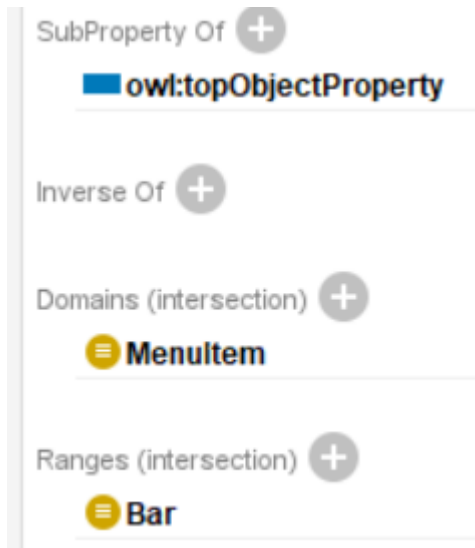 SubProperty Of
owl:topObjectProperty
Inverse Of
Domains (intersection)
MenuItem
Ranges (intersection)
Bar